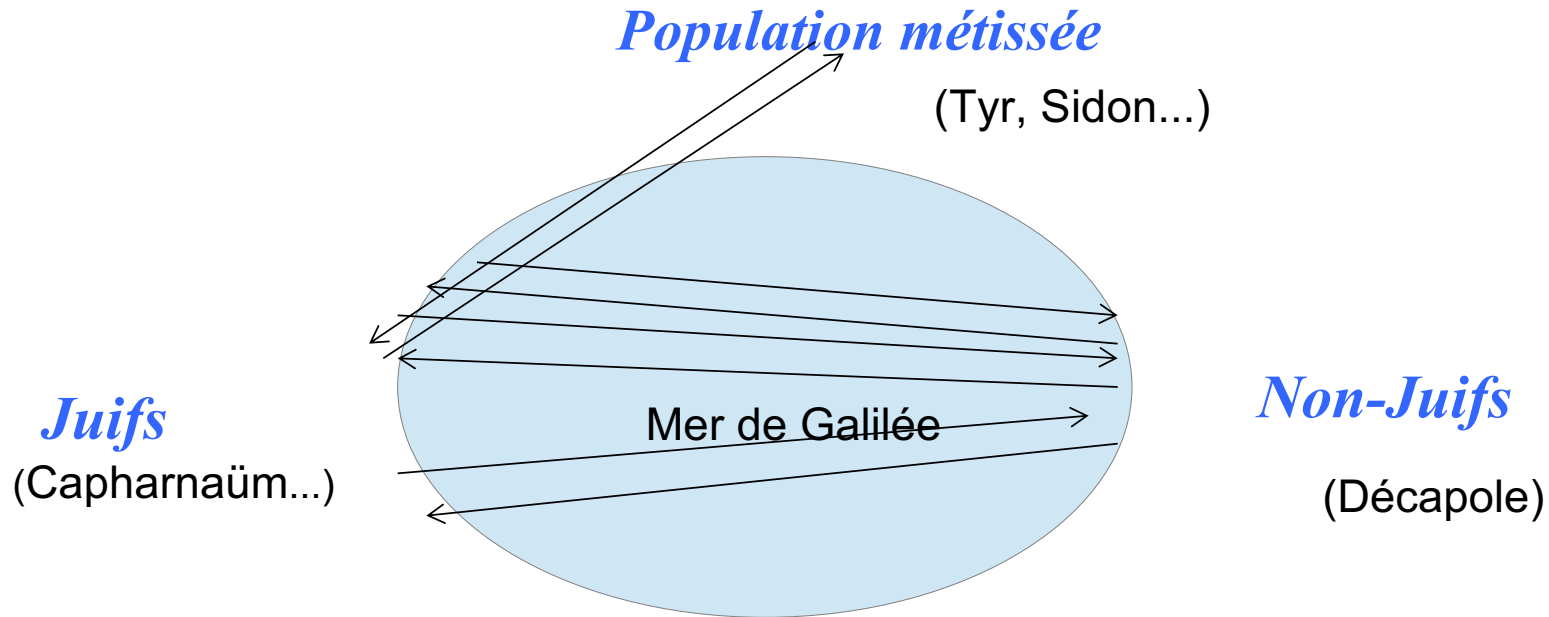 Population métissée
(Tyr, Sidon...)
Juifs
(Capharnaüm...)
Mer de Galilée
Non-Juifs
(Décapole)